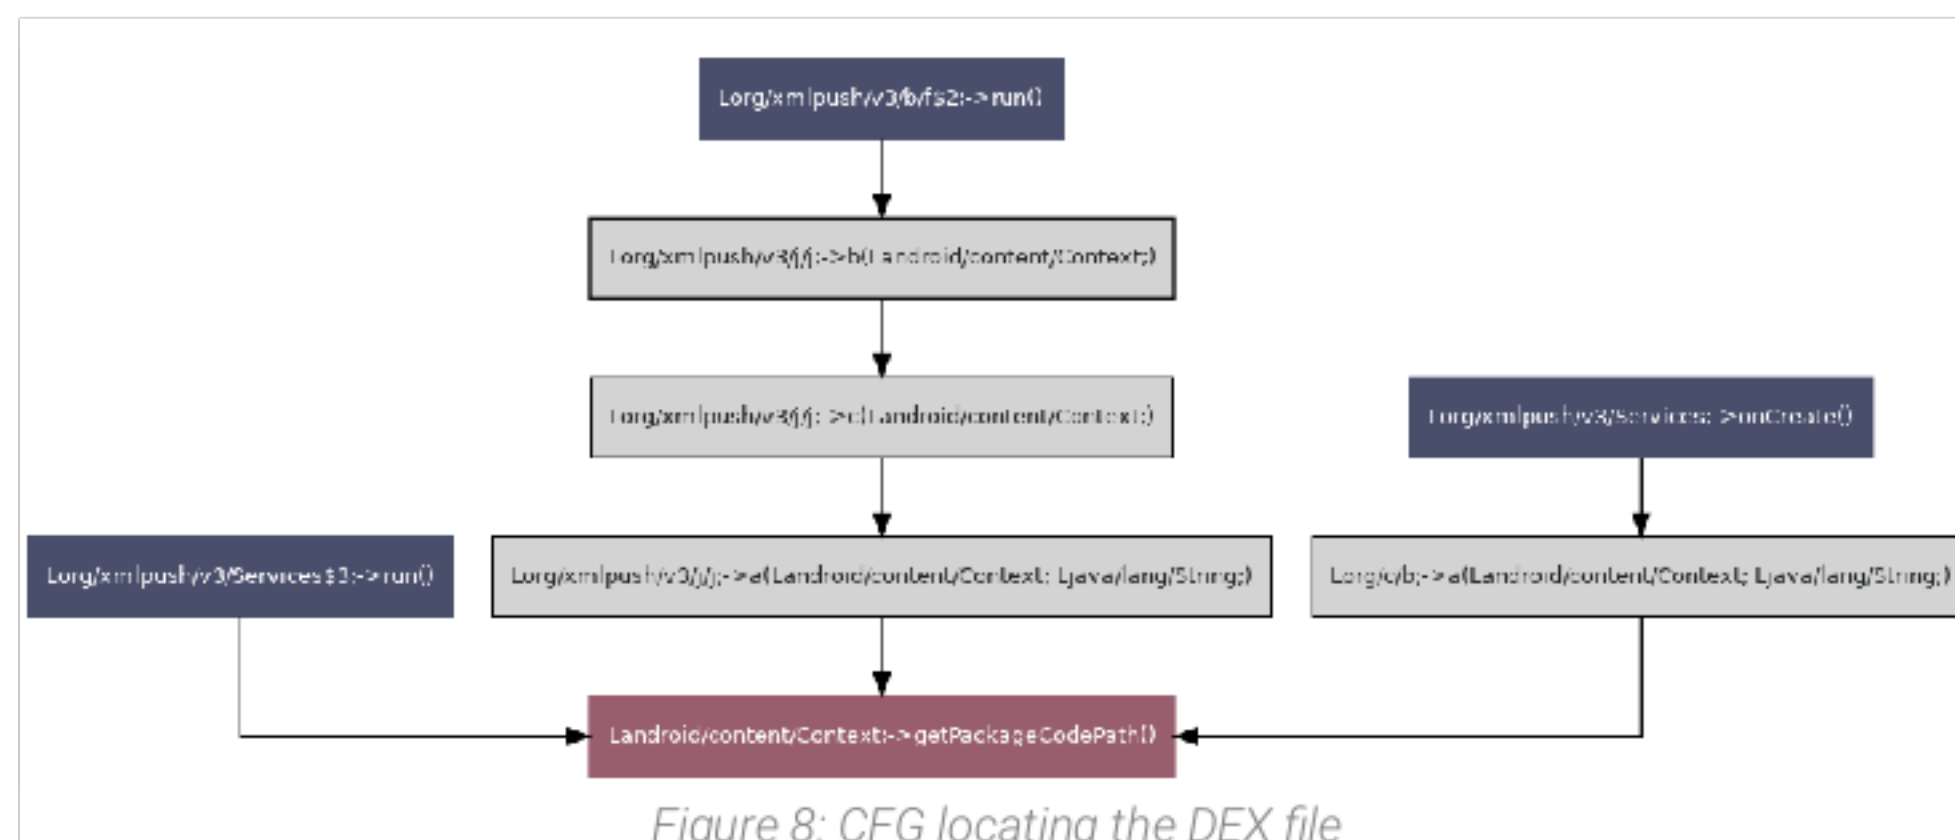 Lorg/xmlpush/v3/b/f$2;->run()
Lorg/xmlpush/v3/j/j;->b(Landroid/content/Context;)
Lorg/xmlpush/v3/j/j;->c(Landroid/content/Context;)
Lorg/xmlpush/v3/Services;->onCreate()
Lorg/xmlpush/v3/Services$3;->run()
Lorg/xmlpush/v3/j/j;->a(Landroid/content/Context; Ljava/lang/String;)
Lorg/c/b;->a(Landroid/content/Context; Ljava/lang/String;)
Landroid/content/Context;->getPackageCodePath()
Figure 8: CFG locating the DEX file